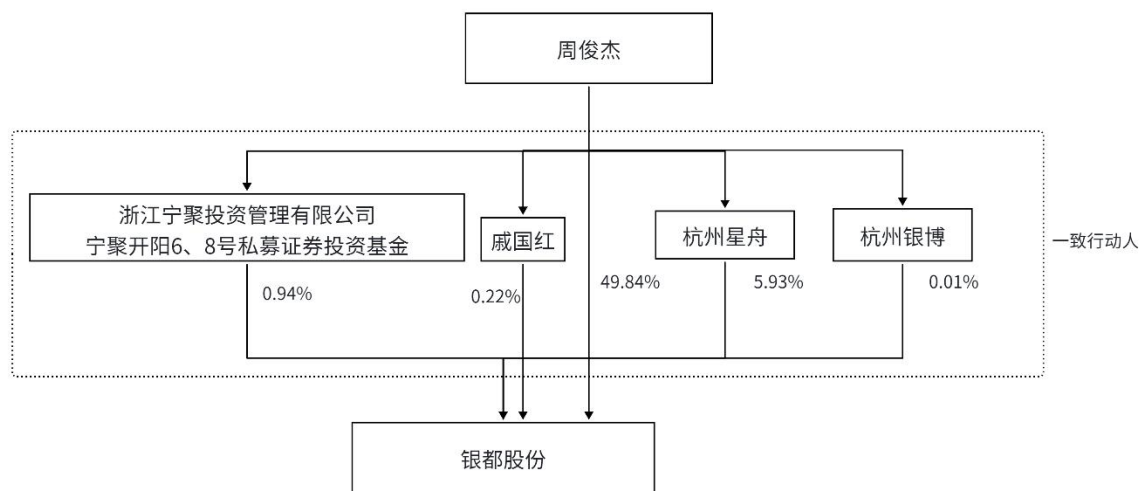 周俊杰
浙江宁聚投资管理有限公司
宁聚开阳6、8号私募证券投资基金
戚国红
杭州星舟
杭州银博
一致行动人
0.94%
0.22%
49.84%
5.93%
0.01%
银都股份